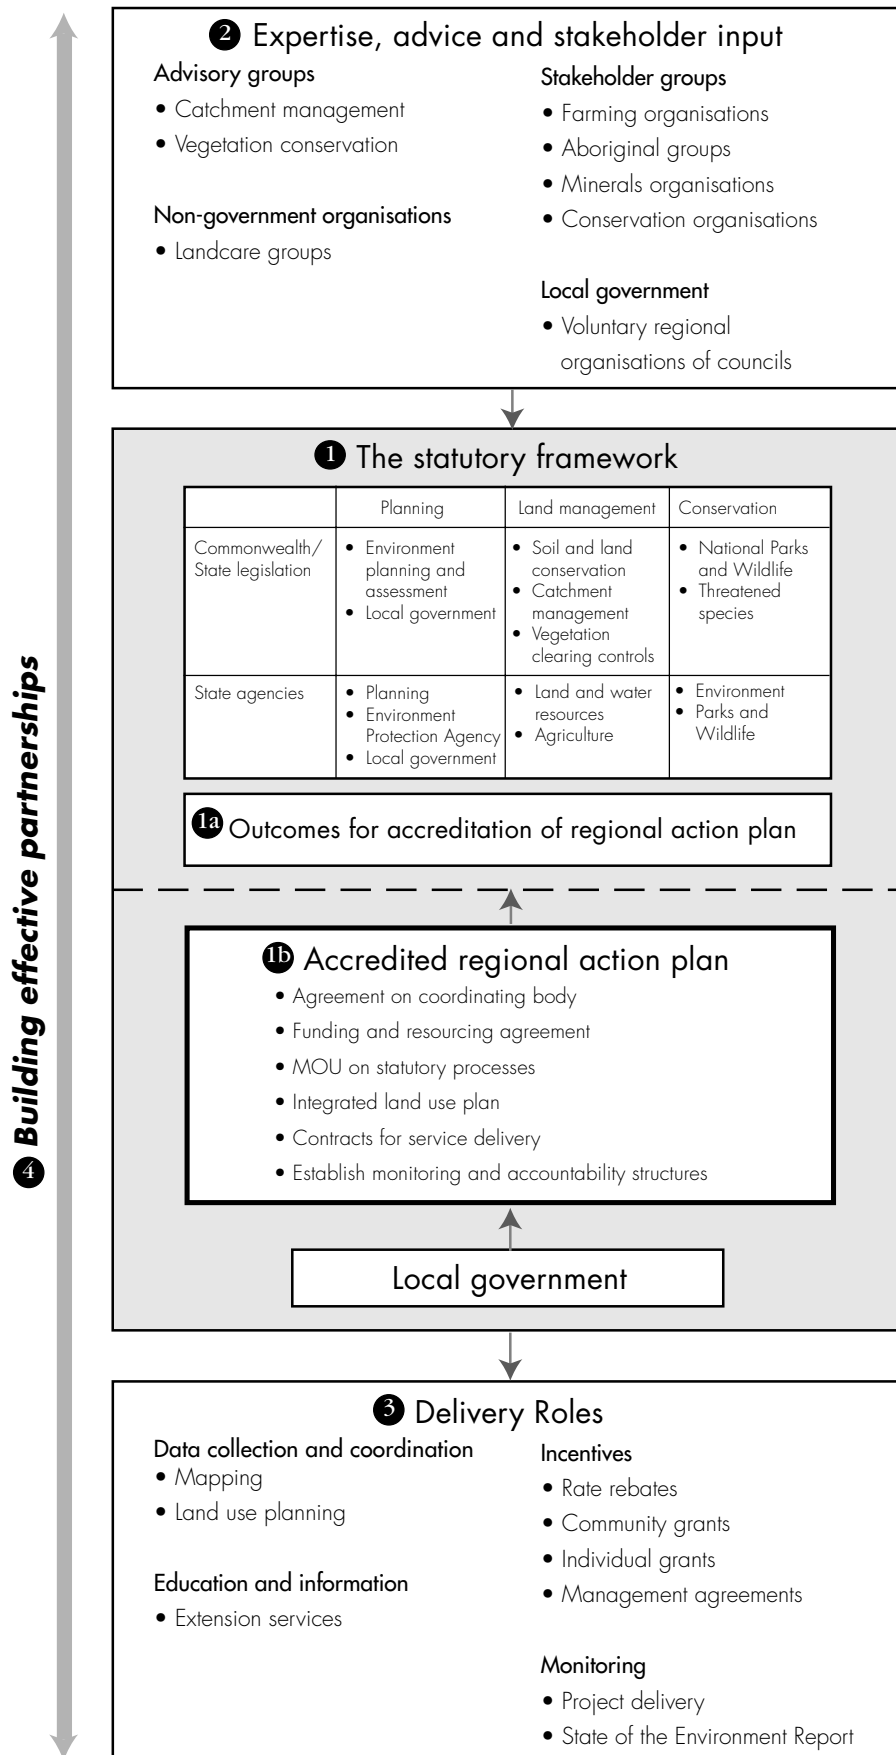 4 Building effective partnerships
2 Expertise, advice and stakeholder input
Advisory groups
• Catchment management
• Vegetation conservation
Non-government organisations
• Landcare groups
Stakeholder groups
• Farming organisations
• Aboriginal groups
• Minerals organisations
• Conservation organisations
Local government
• Voluntary regional
organisations of councils
1 The statutory framework
Planning
Land management
Conservation
Commonwealth/
State legislation
• Environment
planning and
assessment
• Local government
• Soil and land
conservation
• Catchment
management
• Vegetation
clearing controls
• National Parks
and Wildlife
• Threatened
species
State agencies
• Planning
• Environment
Protection Agency
• Local government
• Land and water
resources
• Agriculture
• Environment
• Parks and
Wildlife
1a Outcomes for accreditation of regional action plan
1b Accredited regional action plan
• Agreement on coordinating body
• Funding and resourcing agreement
• MOU on statutory processes
• Integrated land use plan
• Contracts for service delivery
• Establish monitoring and accountability structures
Local government
3 Delivery Roles
Data collection and coordination
• Mapping
• Land use planning
Education and information
• Extension services
Incentives
• Rate rebates
• Community grants
• Individual grants
• Management agreements
Monitoring
• Project delivery
• State of the Environment Report